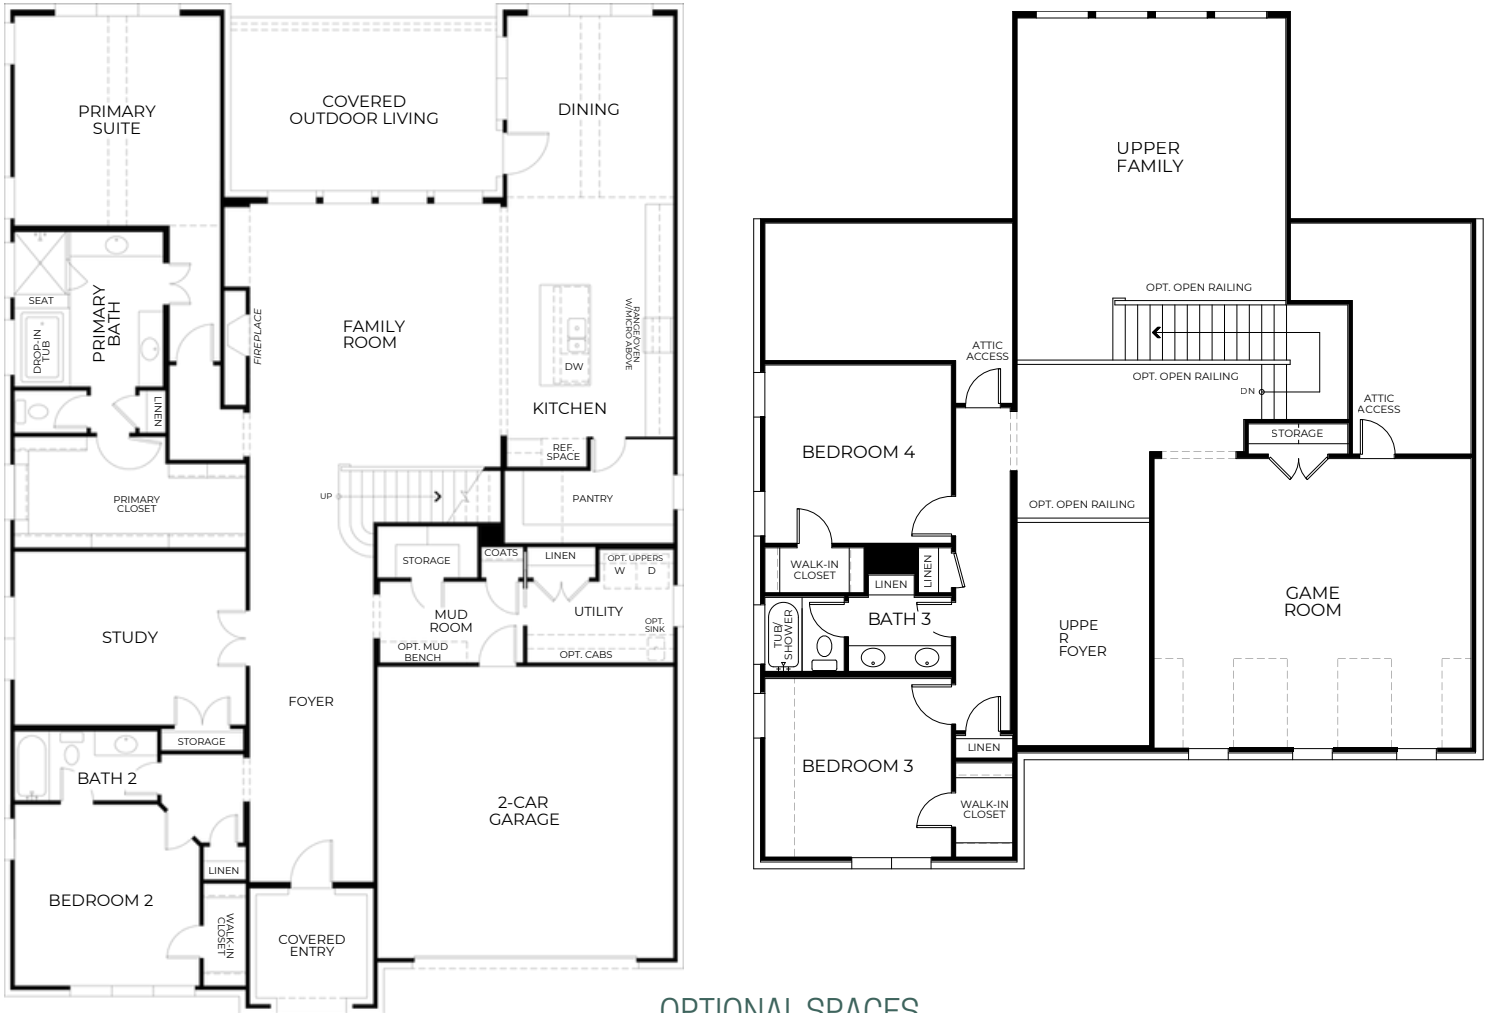 PRIMARY
SUITE
COVERED
OUTDOOR LIVING
DINING
SEAT
DROP-IN
TUB
PRIMARY
BATH
LINEN
FIREPLACE
FAMILY
ROOM
RANGE/OVEN
W/MICRO ABOVE
DW
KITCHEN
REF.
SPACE
PRIMARY
CLOSET
UP
PANTRY
STORAGE
COATS
LINEN
OPT. UPPERS
W D
MUD
ROOM
UTILITY
OPT.
SINK
OPT. MUD
BENCH
OPT. CABS
STUDY
FOYER
STORAGE
BATH 2
2-CAR
GARAGE
LINEN
BEDROOM 2
WALK-IN
CLOSET
COVERED
ENTRY
UPPER
FAMILY
OPT. OPEN RAILING
ATTIC
ACCESS
OPT. OPEN RAILING
DN
ATTIC
ACCESS
STORAGE
BEDROOM 4
OPT. OPEN RAILING
WALK-IN
CLOSET
LINEN
LINEN
TUB/
SHOWER
BATH 3
UPPE
R
FOYER
GAME
ROOM
LINEN
BEDROOM 3
WALK-IN
CLOSET
OPTIONAL SPACES